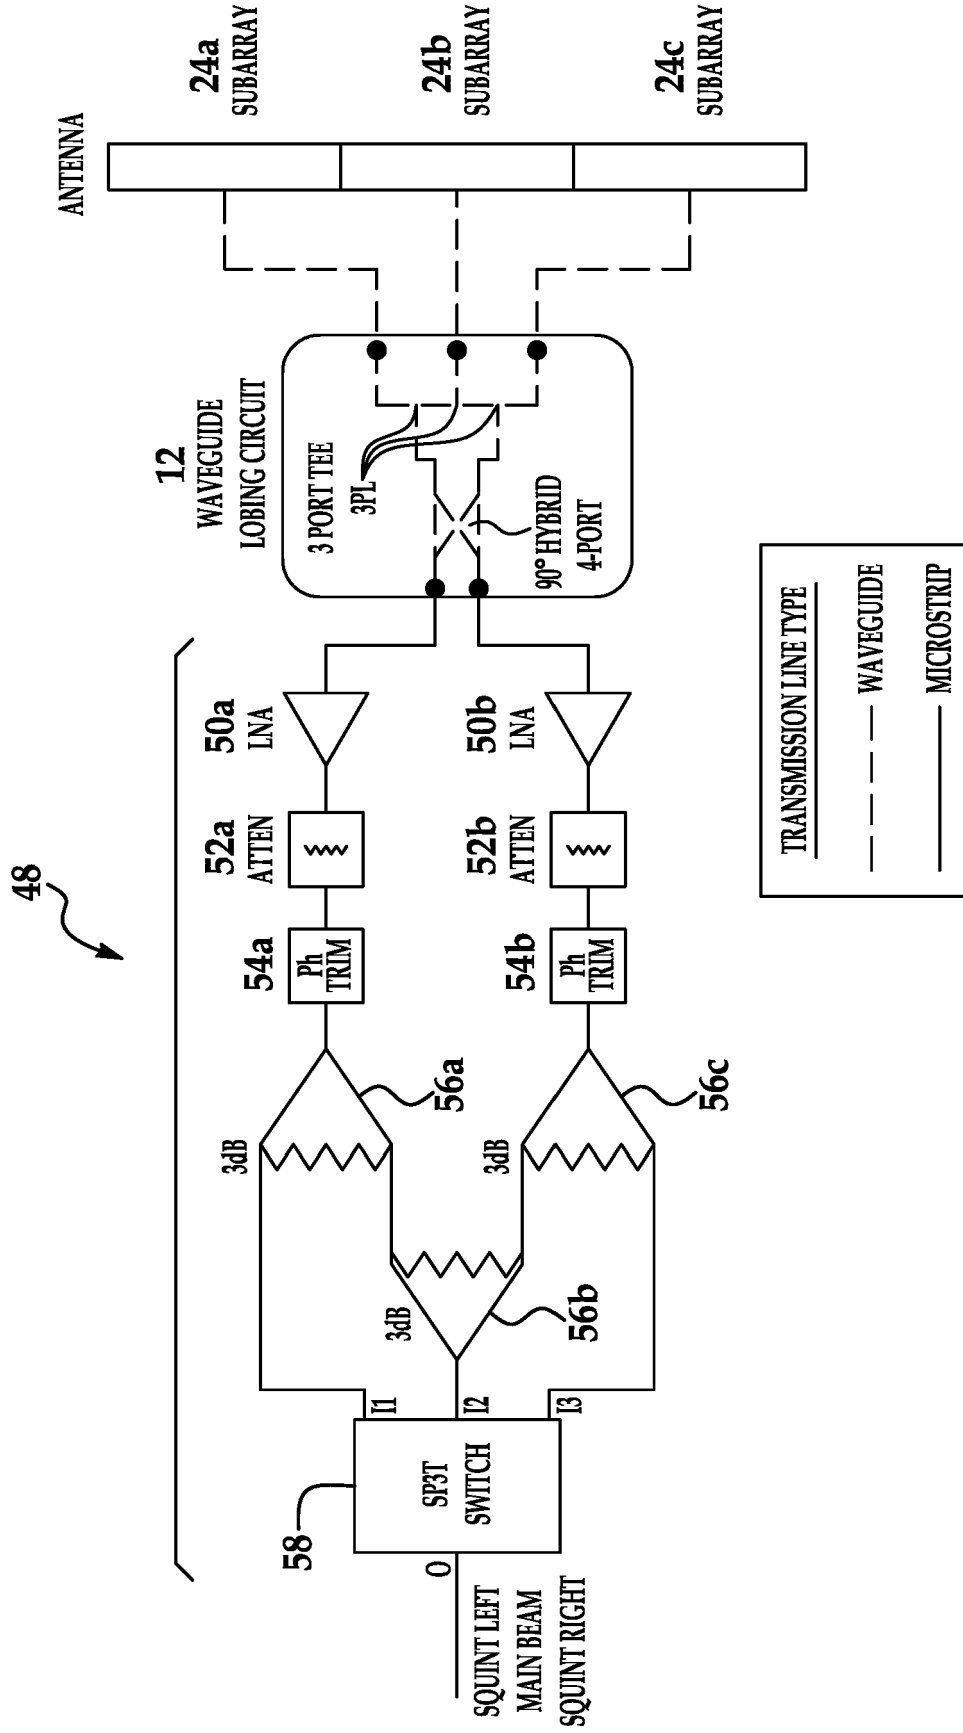 48
ANTENNA
24a
SUBARRAY
24b
SUBARRAY
24c
SUBARRAY
12
WAVEGUIDE
LOBING CIRCUIT
3 PORT TEE
3PL
90° HYBRID
4-PORT
50a
LNA
50b
LNA
52a
ATTEN
52b
ATTEN
54a
Ph
TRIM
54b
Ph
TRIM
56a
3dB
56c
3dB
56b
3dB
I1
I2
I3
58
SP3T
SWITCH
O
SQUINT LEFT
MAIN BEAM
SQUINT RIGHT
TRANSMISSION LINE TYPE
WAVEGUIDE
MICROSTRIP